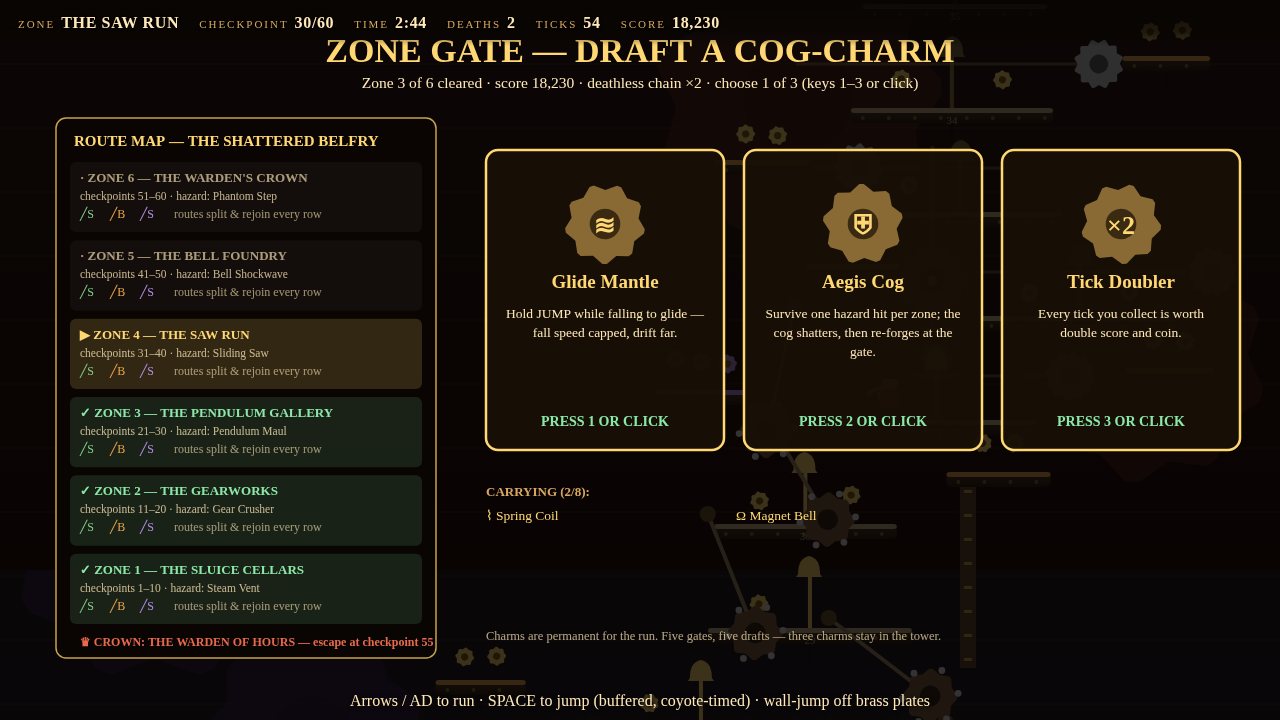 ZONE THE SAW RUN CHECKPOINT 30/60 TIME 2:44 DEATHS 2 TICKS 54 SCORE 18,230
ZONE GATE — DRAFT A COG-CHARM
Zone 3 of 6 cleared · score 18,230 · deathless chain ×2 · choose 1 of 3 (keys 1–3 or click)
ROUTE MAP — THE SHATTERED BELFRY
· ZONE 6 — THE WARDEN'S CROWN
checkpoints 51–60 · hazard: Phantom Step
╱S ╱B ╱S routes split & rejoin every row
· ZONE 5 — THE BELL FOUNDRY
checkpoints 41–50 · hazard: Bell Shockwave
╱S ╱B ╱S routes split & rejoin every row
▶ ZONE 4 — THE SAW RUN
checkpoints 31–40 · hazard: Sliding Saw
╱S ╱B ╱S routes split & rejoin every row
✓ ZONE 3 — THE PENDULUM GALLERY
checkpoints 21–30 · hazard: Pendulum Maul
╱S ╱B ╱S routes split & rejoin every row
✓ ZONE 2 — THE GEARWORKS
checkpoints 11–20 · hazard: Gear Crusher
╱S ╱B ╱S routes split & rejoin every row
✓ ZONE 1 — THE SLUICE CELLARS
checkpoints 1–10 · hazard: Steam Vent
╱S ╱B ╱S routes split & rejoin every row
♛ CROWN: THE WARDEN OF HOURS — escape at checkpoint 55
≋
Glide Mantle
Hold JUMP while falling to glide —
fall speed capped, drift far.
PRESS 1 OR CLICK
⛨
Aegis Cog
Survive one hazard hit per zone; the
cog shatters, then re-forges at the
gate.
PRESS 2 OR CLICK
×2
Tick Doubler
Every tick you collect is worth
double score and coin.
PRESS 3 OR CLICK
34
CARRYING (2/8):
⌇ Spring Coil
Ω Magnet Bell
Charms are permanent for the run. Five gates, five drafts — three charms stay in the tower.
Arrows / AD to run · SPACE to jump (buffered, coyote-timed) · wall-jump off brass plates